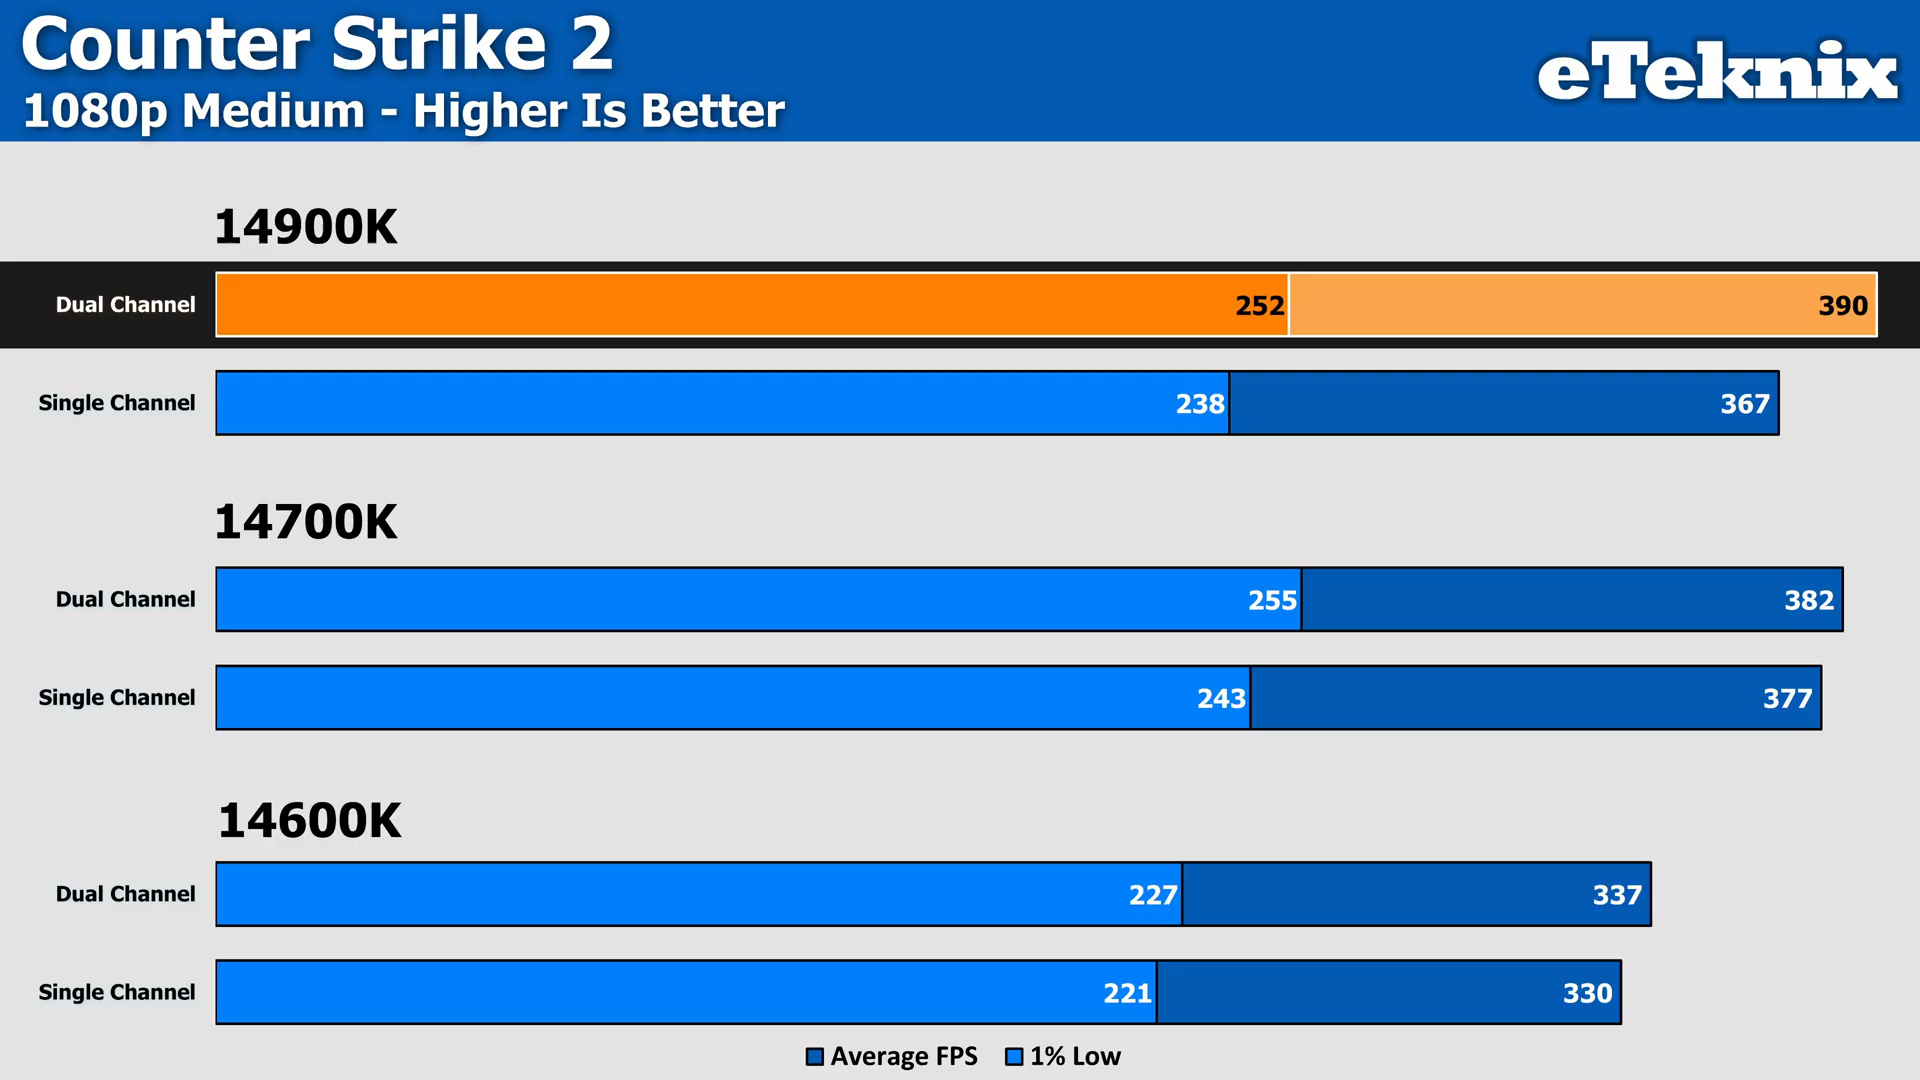 Counter Strike 2
1080p Medium - Higher Is Better
eTeknix
14900K
Dual Channel 252 390
Single Channel 238 367
14700K
Dual Channel 255 382
Single Channel 243 377
14600K
Dual Channel 227 337
Single Channel 221 330
Average FPS 1% Low